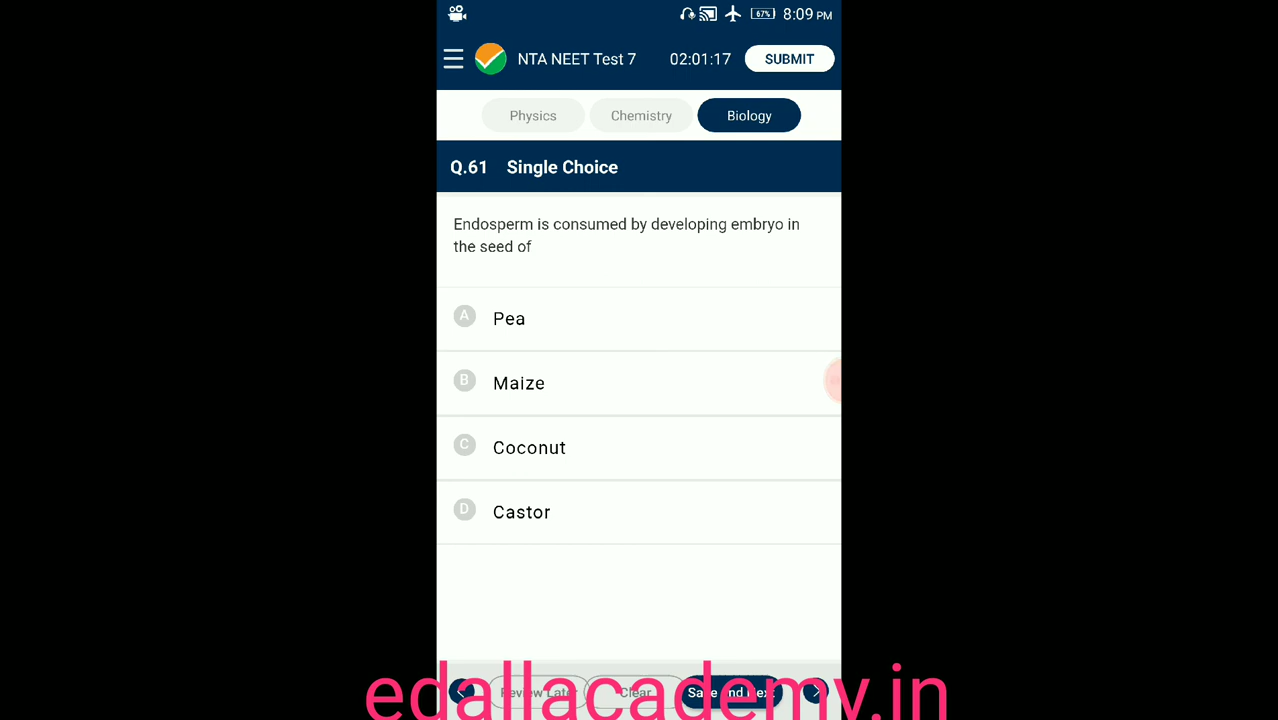 67% 8:09 PM
NTA NEET Test 7 02:01:17 SUBMIT
Physics Chemistry Biology
Q.61 Single Choice
Endosperm is consumed by developing embryo in
the seed of
A Pea
B Maize
C Coconut
D Castor
Review Later Clear Save and Next
edallacademy.in